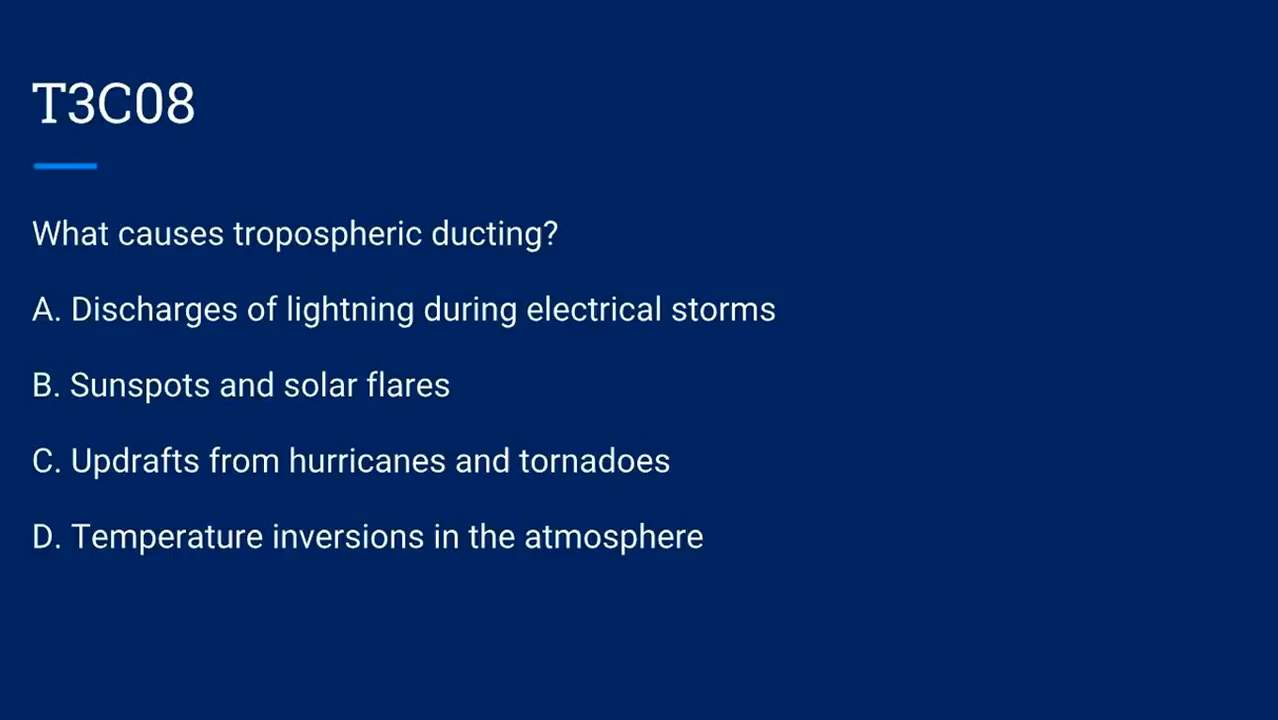 T3C08
What causes tropospheric ducting?
A. Discharges of lightning during electrical storms
B. Sunspots and solar flares
C. Updrafts from hurricanes and tornadoes
D. Temperature inversions in the atmosphere